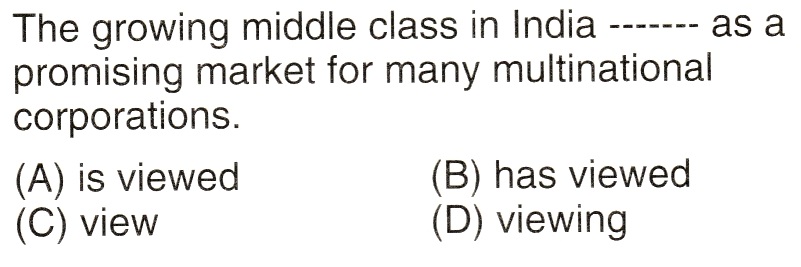 The growing middle class in India ------- as a
promising market for many multinational
corporations.
(A) is viewed (B) has viewed
(C) view (D) viewing